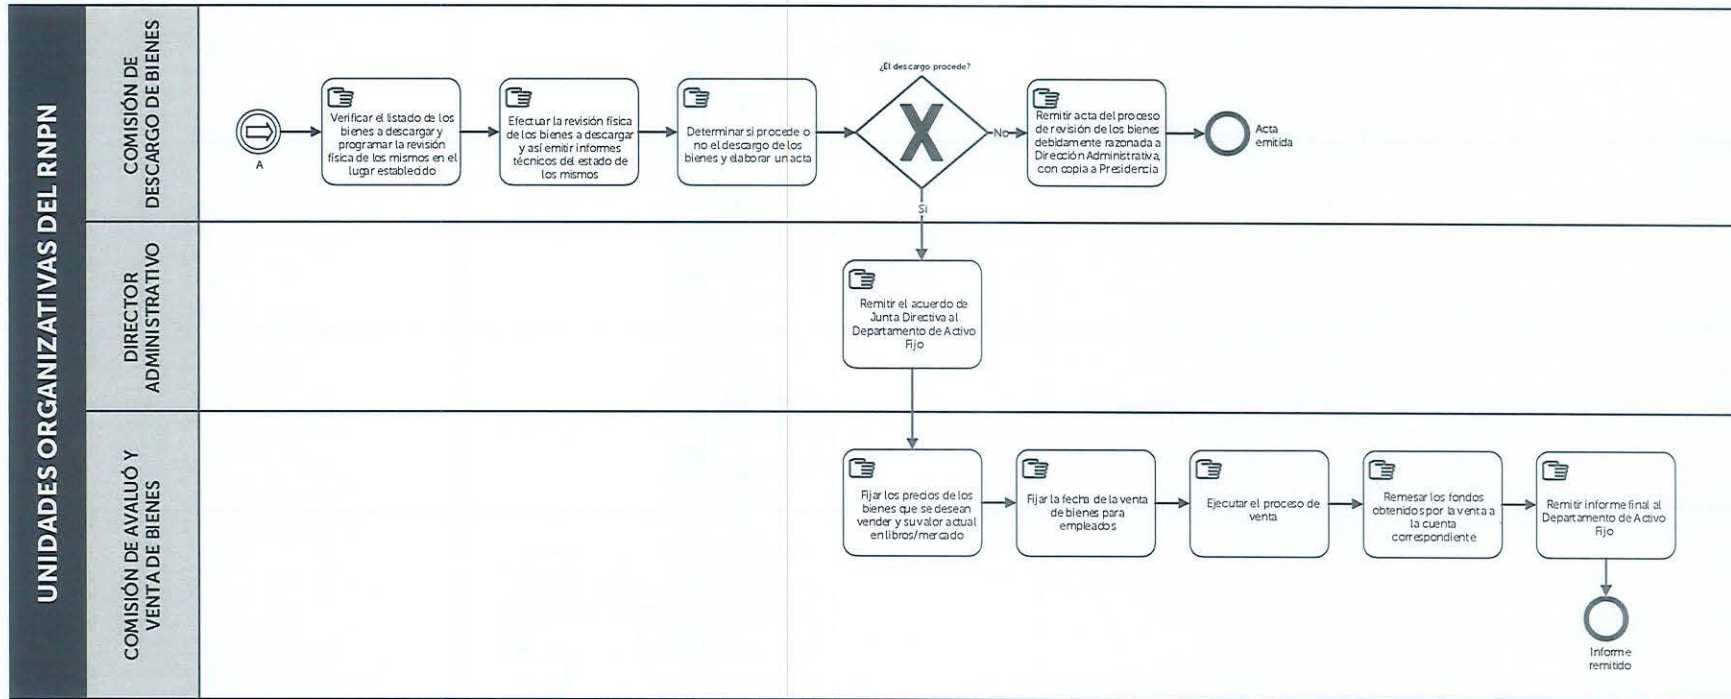 UNIDADES ORGANIZATIVAS DEL RNPN
COMISIÓN DE
DESCARGO DE BIENES
A
Verificar el listado de los
bienes a descargar y
programar la revisión
física de los mismos en el
lugar establecido
Efectuar la revisión física
de los bienes a descargar
y así emitir informes
técnicos del estado de
los mismos
Determinar si procede o
no el descargo de los
bienes y elaborar un acta
¿El descargo procede?
X
No
Remitir acta del proceso
de revisión de los bienes
debidamente razonada a
Dirección Administrativa,
con copia a Presidencia
Acta
emitida
Si
DIRECTOR
ADMINISTRATIVO
Remitir el acuerdo de
Junta Directiva al
Departamento de Activo
Fijo
COMISIÓN DE AVALUÓ Y
VENTA DE BIENES
Fijar los precios de los
bienes que se desean
vender y su valor actual
en libros/mercado
Fijar la fecha de la venta
de bienes para
empleados
Ejecutar el proceso de
venta
Remesar los fondos
obtenidos por la venta a
la cuenta
correspondiente
Remitir informe final al
Departamento de Activo
Fijo
Informe
remitido